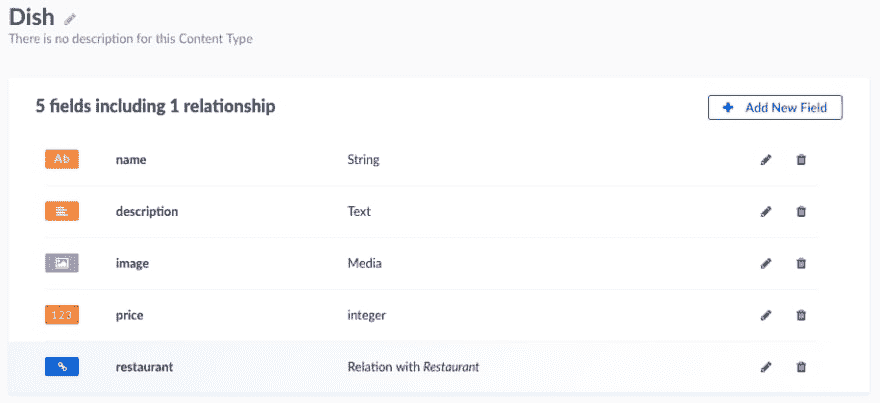 Dish
There is no description for this Content Type
5 fields including 1 relationship
Add New Field
Ab name String
description Text
image Media
123 price integer
restaurant Relation with Restaurant